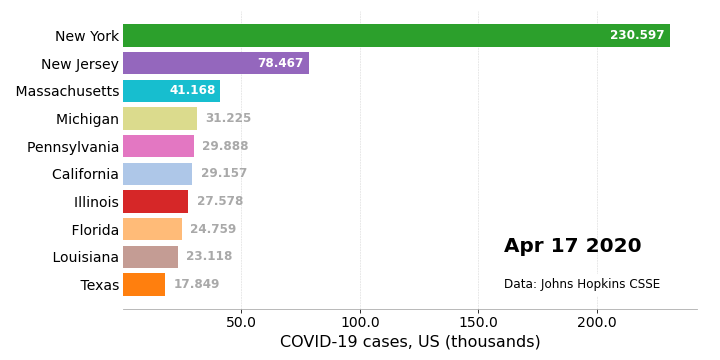 New York 230.597
New Jersey 78.467
Massachusetts 41.168
Michigan 31.225
Pennsylvania 29.888
California 29.157
Illinois 27.578
Florida 24.759
Louisiana 23.118
Texas 17.849
Apr 17 2020
Data: Johns Hopkins CSSE
50.0 100.0 150.0 200.0
COVID-19 cases, US (thousands)